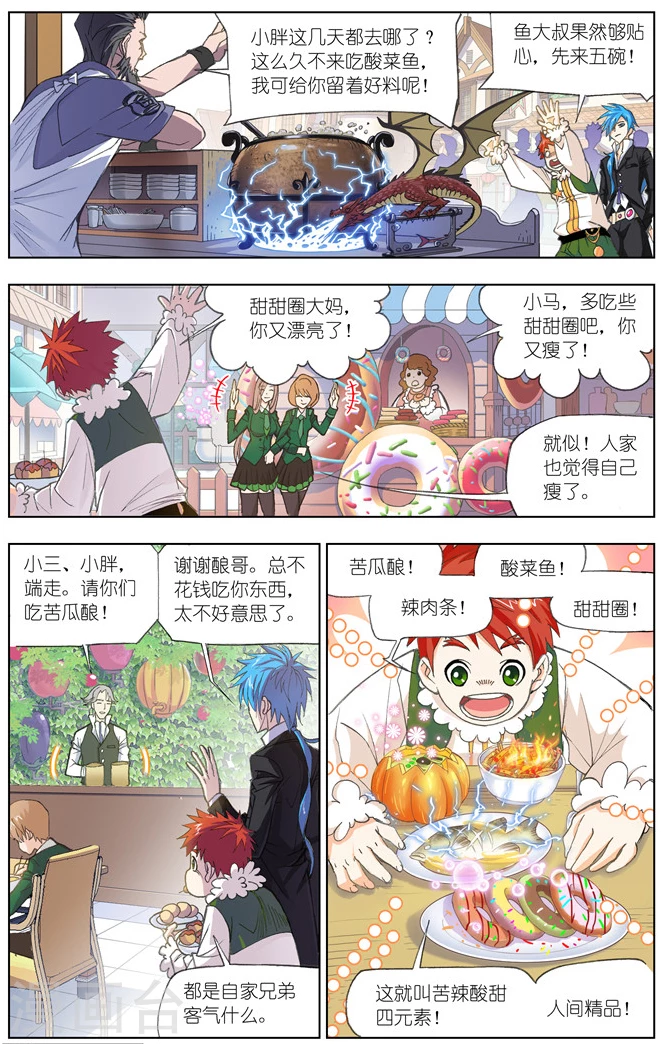 小胖这几天都去哪了？
这么久不来吃酸菜鱼，
我可给你留着好料呢！
鱼大叔果然够贴
心，先来五碗！
甜甜圈大妈，
你又漂亮了！
小马，多吃些
甜甜圈吧，你
又瘦了！
就似！人家
也觉得自己
瘦了。
小三、小胖，
端走。请你们
吃苦瓜酿！
谢谢酿哥。总不
花钱吃你东西，
太不好意思了。
都是自家兄弟
客气什么。
苦瓜酿！
酸菜鱼！
辣肉条！
甜甜圈！
这就叫苦辣酸甜
四元素！
人间精品！